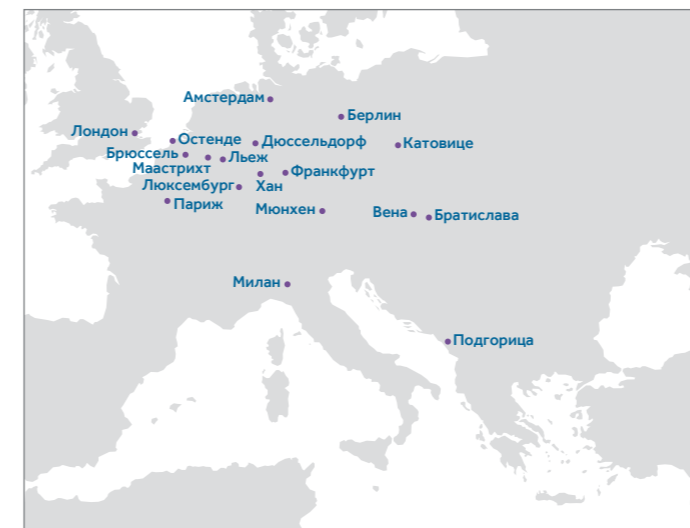 Амстердам
Берлин
Лондон
Остенде
Дюссельдорф
Катовице
Брюссель
Льеж
Маастрихт
Франкфурт
Хан
Люксембург
Париж
Мюнхен
Вена
Братислава
Милан
Подгорица